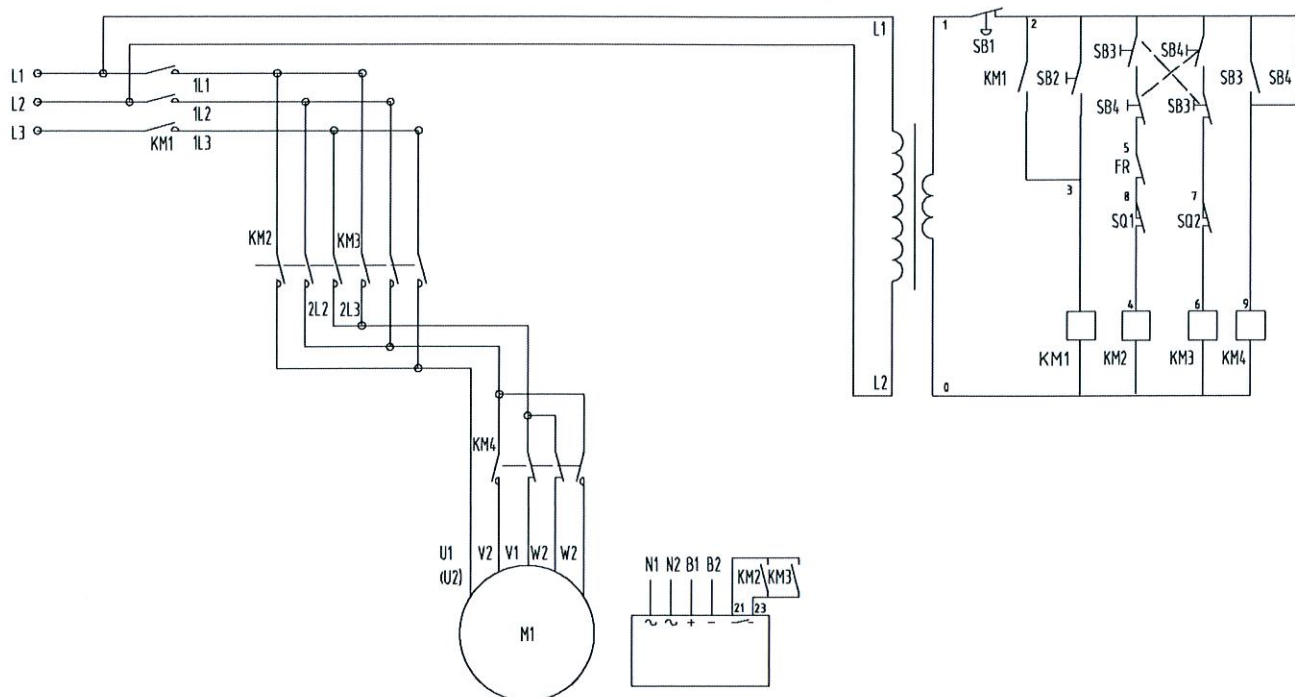 L1 1 2
SB1
SB3 SB4
L1 1L1
KM1 SB2 SB3 SB4
L2 1L2
SB4 SB3
L3 KM1 1L3
5
FR
3 8 7
SQ1 SQ2
KM2 KM3
2L2 2L3
4 6 9
KM1 KM2 KM3 KM4
L2 0
KM4
U1 V2 V1 W2 W2
(U2)
N1 N2 B1 B2 KM2 KM3
21 23
~ ~ + -
M1